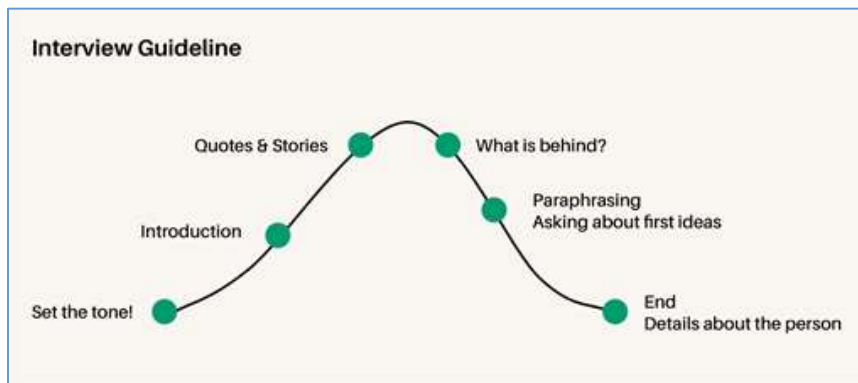 Interview Guideline
Set the tone!
Introduction
Quotes & Stories
What is behind?
Paraphrasing
Asking about first ideas
End
Details about the person